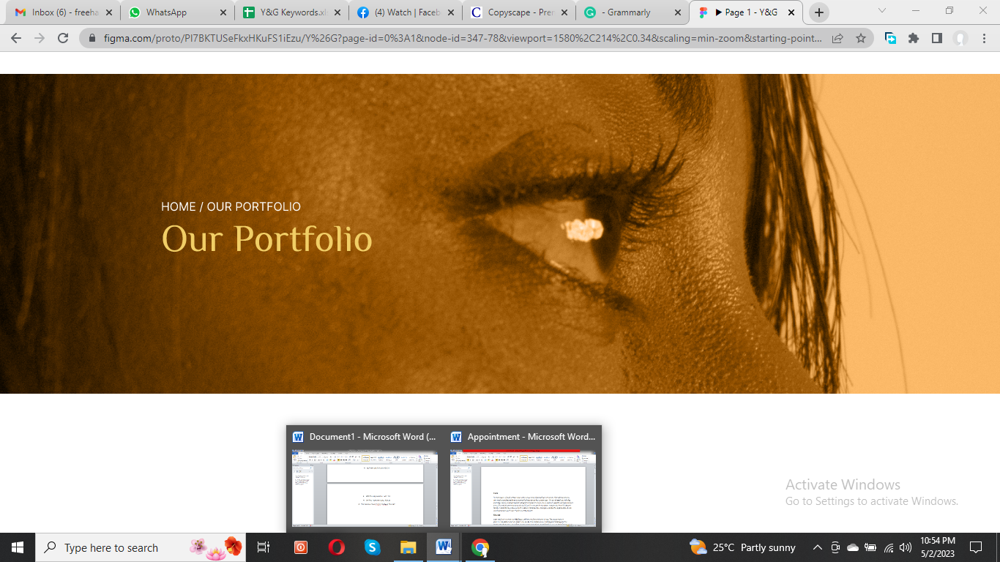 Inbox (6) - freeha
WhatsApp
Y&G Keywords.xl
(4) Watch | Faceb
Copyscape - Prer
- Grammarly
Page 1 - Y&G
figma.com/proto/PI7BKTUSeFkxHKuFS1iEzu/Y%26G?page-id=0%3A1&node-id=347-78&viewport=1580%2C214%2C0.34&scaling=min-zoom&starting-point...
HOME / OUR PORTFOLIO
Our Portfolio
Document1 - Microsoft Word (...
Appointment - Microsoft Word...
Activate Windows
Go to Settings to activate Windows.
Type here to search
25°C Partly sunny
10:54 PM
5/2/2023